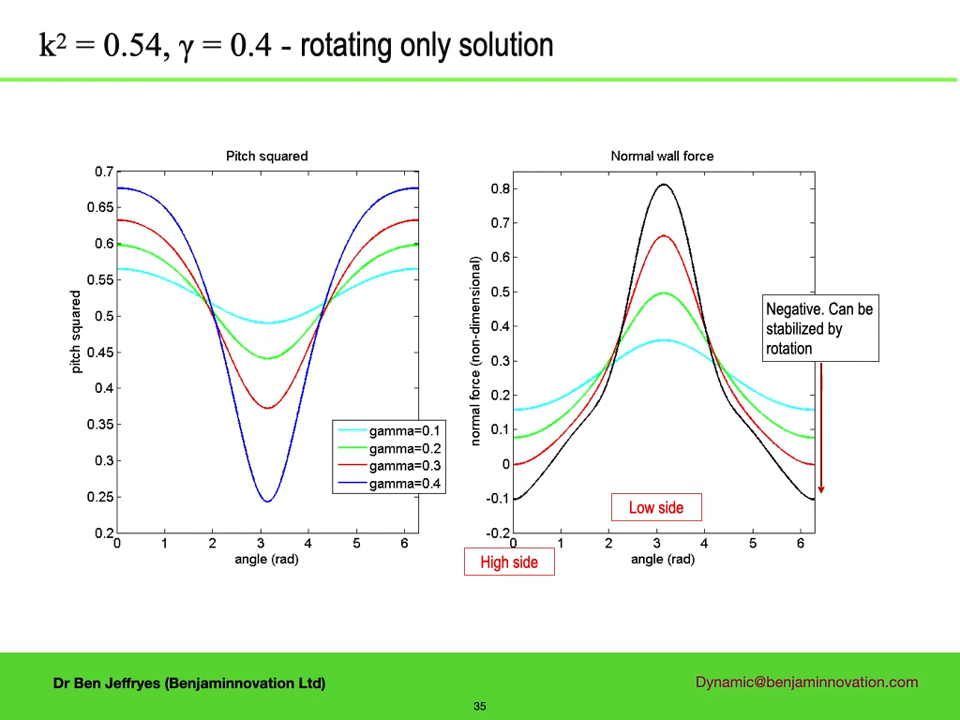 k² = 0.54, γ = 0.4 - rotating only solution
Pitch squared
0.7
0.65
0.6
0.55
0.5
0.45
0.4
0.35
0.3
0.25
0.2
pitch squared
0 1 2 3 4 5 6
angle (rad)
gamma=0.1
gamma=0.2
gamma=0.3
gamma=0.4
Normal wall force
0.8
0.7
0.6
0.5
0.4
0.3
0.2
0.1
0
-0.1
-0.2
normal force (non-dimensional)
0 1 2 3 4 5 6
angle (rad)
Negative. Can be
stabilized by
rotation
Low side
High side
Dr Ben Jeffryes (Benjaminnovation Ltd)
Dynamic@benjaminnovation.com
35